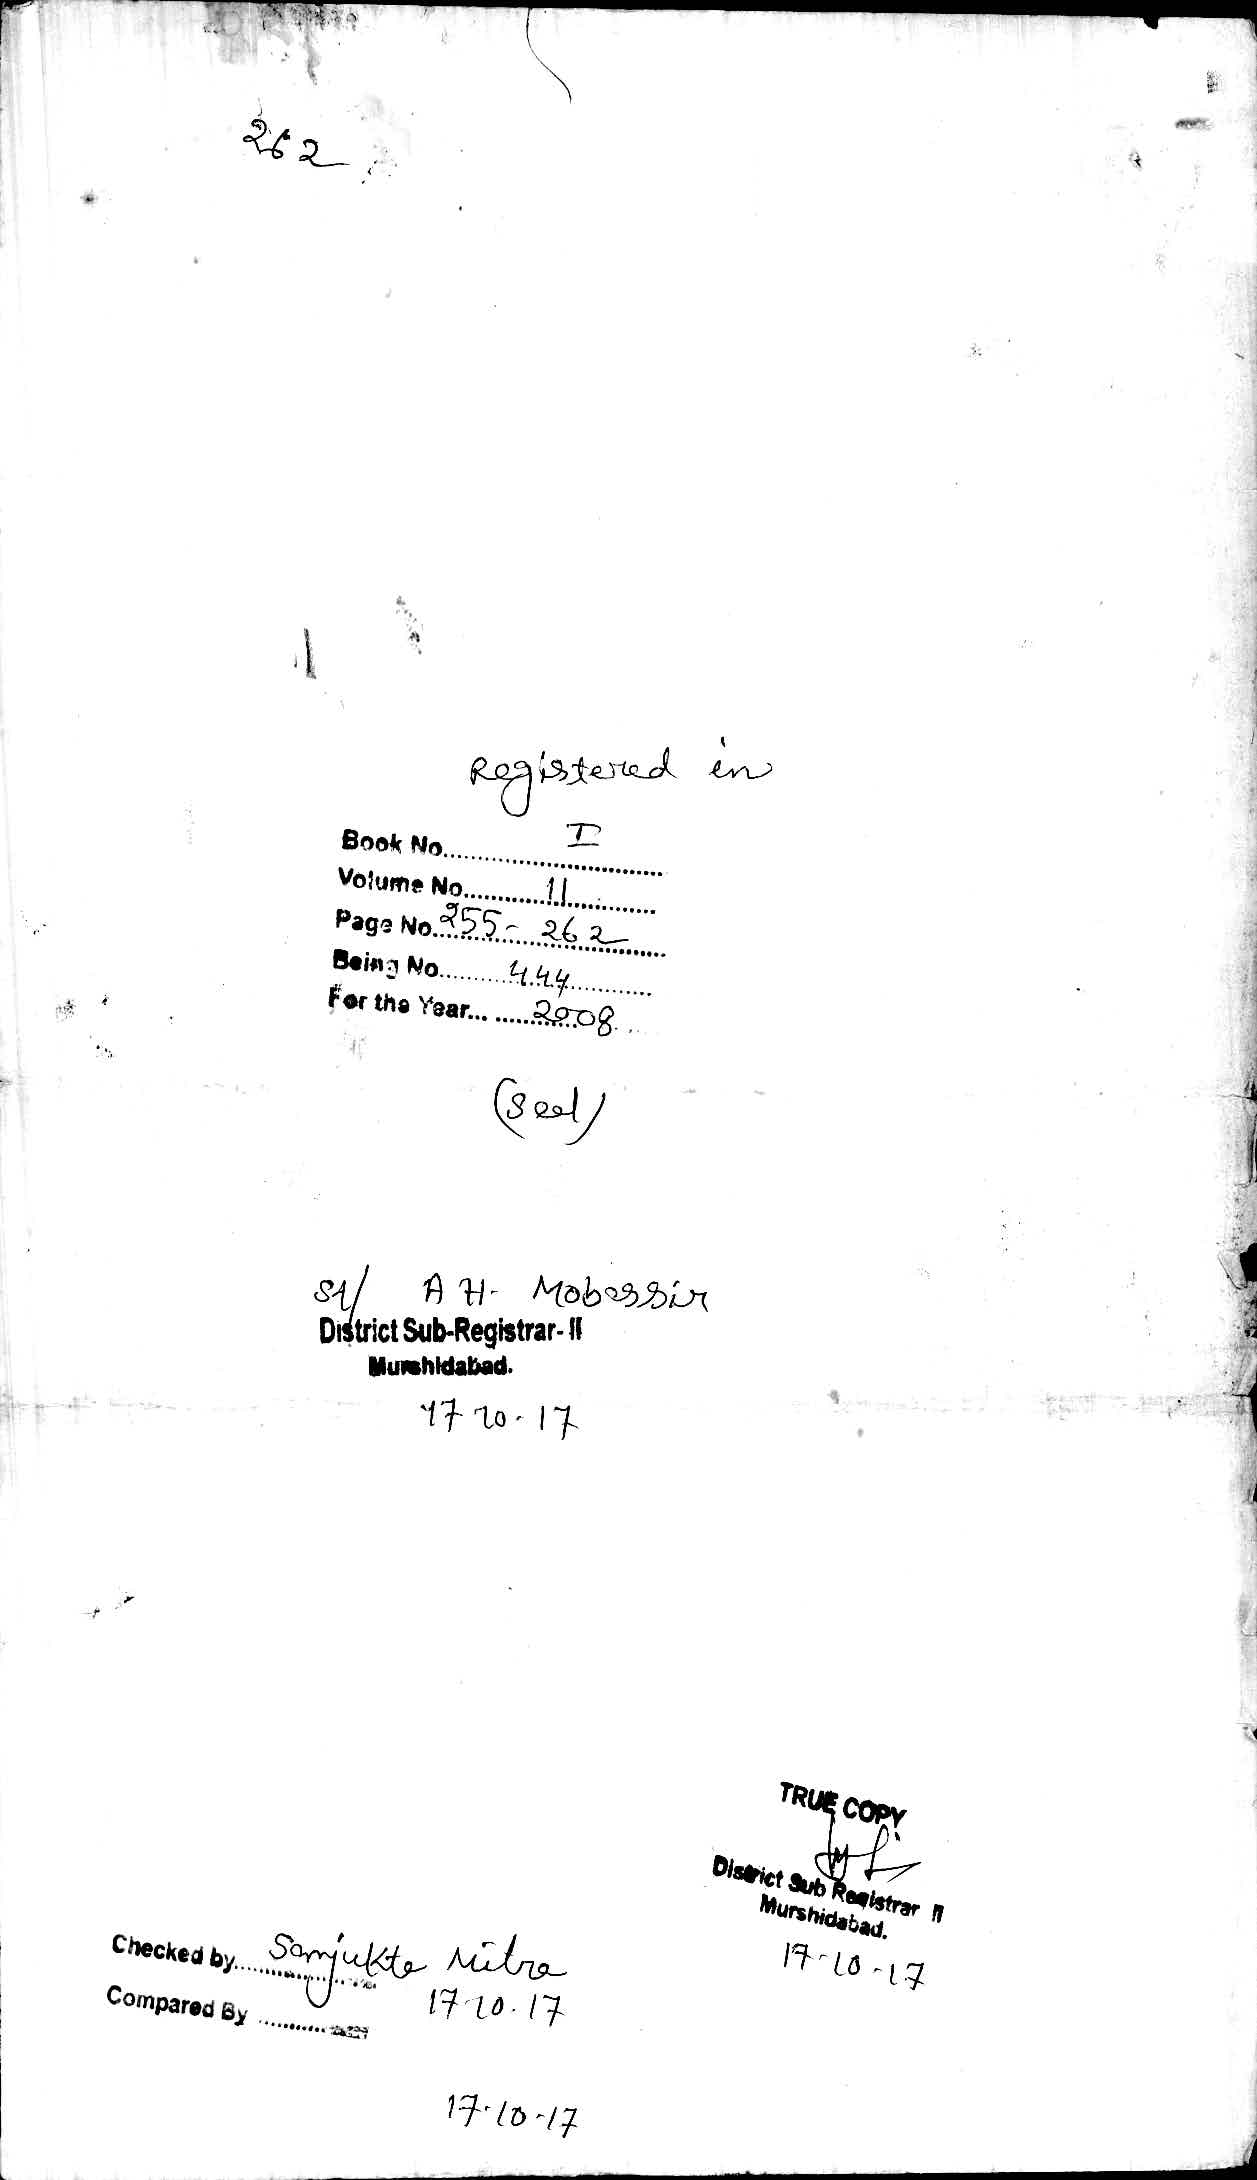 262
Registered in
Book No. I
Volume No. 11
Page No. 255 - 262
Being No. 444
For the Year... 2008
(Seal)
Sd/ A H. Mobassir
District Sub-Registrar- II
Murshidabad.
17 10. 17
TRUE COPY
District Sub Registrar II
Murshidabad.
17-10-17
Checked by Sanjukta Mitra
17 10. 17
Compared By
17-10-17